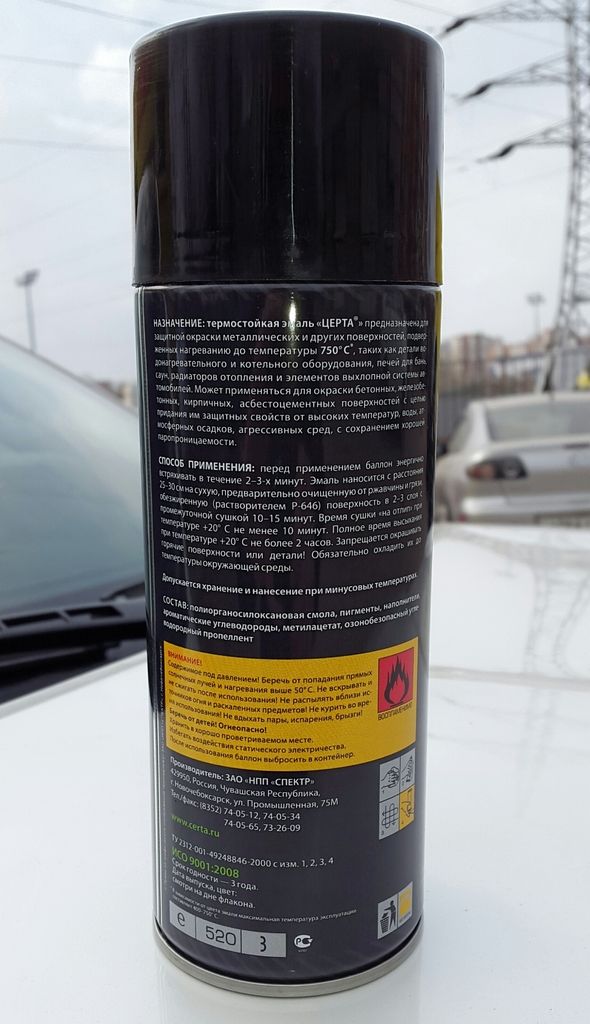 НАЗНАЧЕНИЕ: термостойкая эмаль «ЦЕРТА®» предназначена для
защитной окраски металлических и других поверхностей, подвер-
женных нагреванию до температуры 750°С*, таких как детали во-
донагревательного и котельного оборудования, печей для бань,
саун, радиаторов отопления и элементов выхлопной системы ав-
томобилей. Может применяться для окраски бетонных, железобе-
тонных, кирпичных, асбестоцементных поверхностей с целью
придания им защитных свойств от высоких температур, воды, ат-
мосферных осадков, агрессивных сред, с сохранением хорошей
паропроницаемости.
СПОСОБ ПРИМЕНЕНИЯ: перед применением баллон энергично
встряхивать в течение 2–3-х минут. Эмаль наносится с расстояния
25-30 см на сухую, предварительно очищенную от ржавчины и грязи,
обезжиренную (растворителем Р-646) поверхность в 2-3 слоя с
промежуточной сушкой 10–15 минут. Время сушки «на отлип» при
температуре +20° С не менее 10 минут. Полное время высыхания
при температуре +20° С не более 2 часов. Запрещается окрашивать
горячие поверхности или детали! Обязательно охладить их до
температуры окружающей среды.
Допускается хранение и нанесение при минусовых температурах.
СОСТАВ: полиорганосилоксановая смола, пигменты, наполнители,
ароматические углеводороды, метилацетат, озонобезопасный угле-
водородный пропеллент
ВНИМАНИЕ!
Содержимое под давлением! Беречь от попадания прямых
солнечных лучей и нагревания выше 50° С. Не вскрывать и
не сжигать после использования! Не распылять вблизи ис-
точников огня и раскаленных предметов! Не курить во вре-
мя использования! Не вдыхать пары, испарения, брызги!
Беречь от детей! Огнеопасно!
Хранить в хорошо проветриваемом месте.
Избегать воздействия статического электричества.
После использования баллон выбросить в контейнер.
ВОСПЛАМЕНЯЕ
Производитель: ЗАО «НПП «СПЕКТР»
429950, Россия, Чувашская Республика,
г. Новочебоксарск, ул. Промышленная, 75М
Тел./факс: (8352) 74-05-12, 74-05-34
74-05-65, 73-26-09
www.certa.ru
ТУ 2312-001-49248846-2000 с изм. 1, 2, 3, 4
ИСО 9001:2008
Срок годности — 3 года.
Дата выпуска, цвет:
смотри на дне флакона.
зависимости от цвета эмали максимальная температура эксплуатации
750° С.
e 520 3